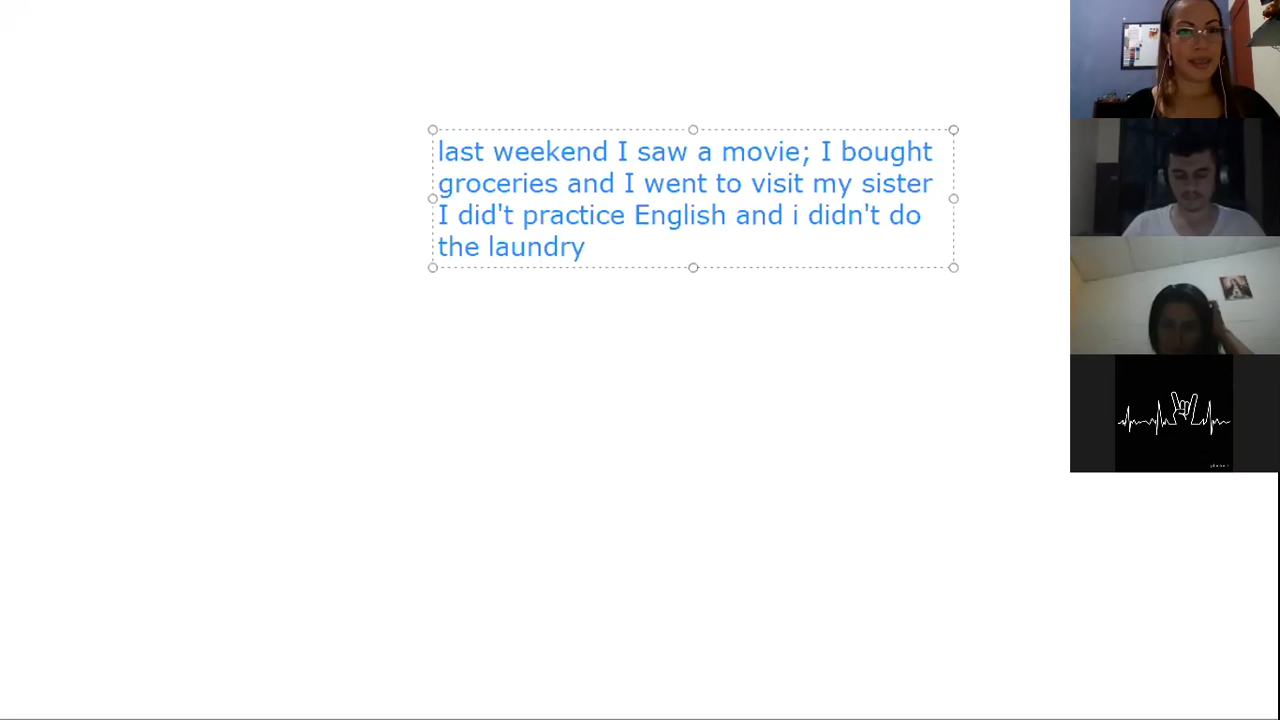 last weekend I saw a movie; I bought
groceries and I went to visit my sister
I did't practice English and i didn't do
the laundry